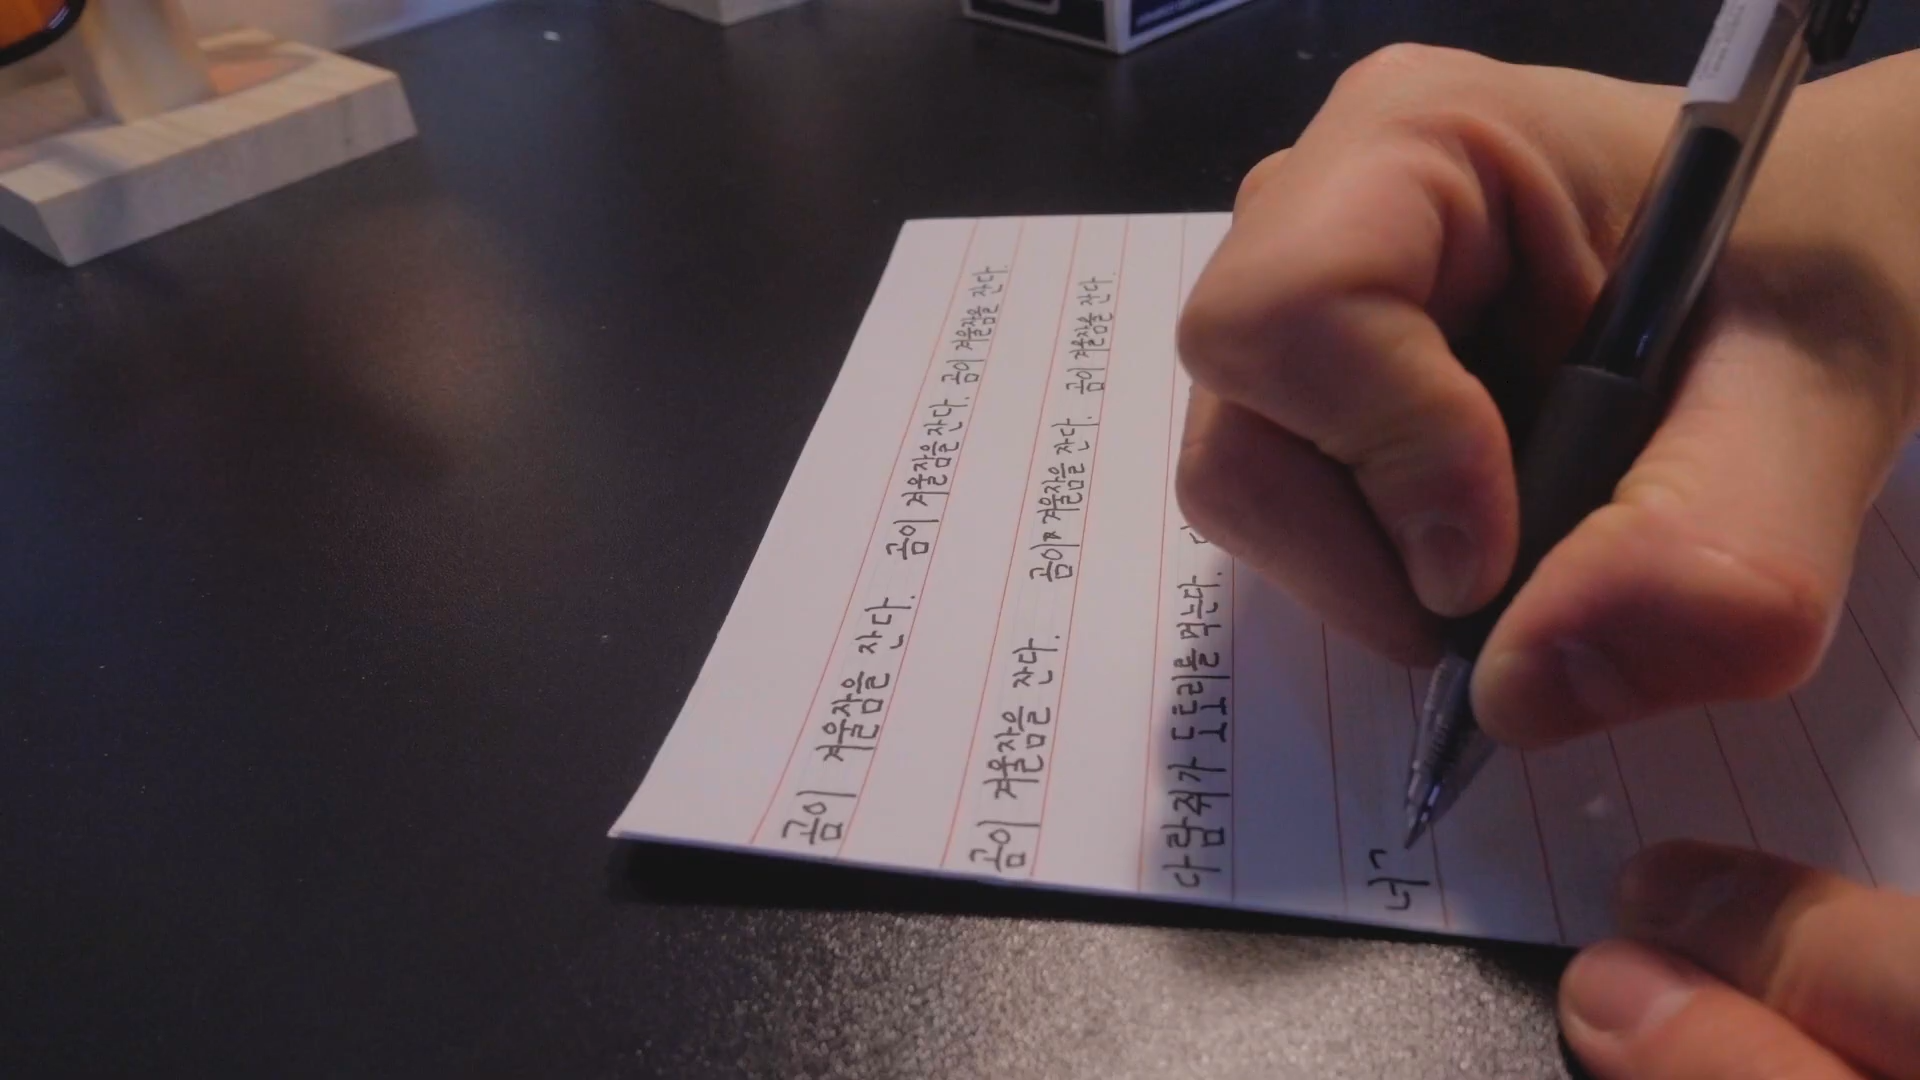 곰이 겨울잠을 잔다. 곰이 겨울잠을 잔다. 곰이 겨울잠을 잔다.
곰이 겨울잠을 잔다. 곰이 겨울잠을 잔다. 곰이 겨울잠을 잔다.
다람쥐가 도토리를 먹는다.
너